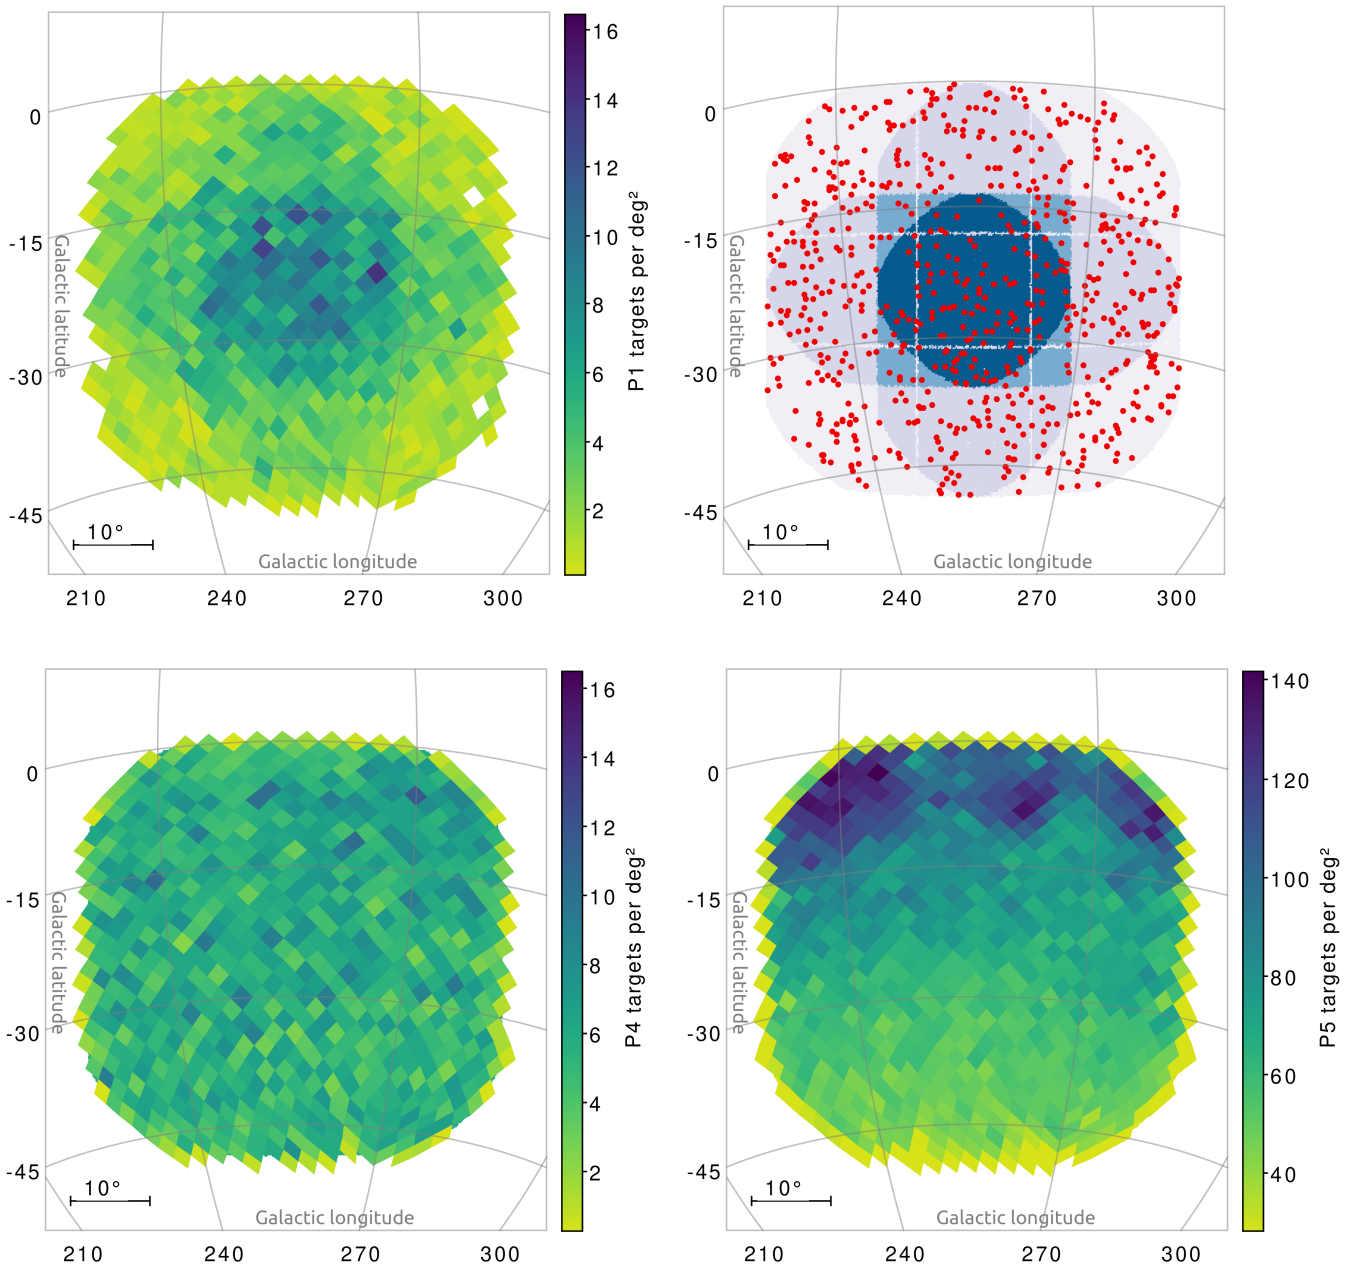 0
-15
-30
-45
Galactic latitude
10°
Galactic longitude
210 240 270 300
16
14
12
10
8
6
4
2
P1 targets per deg²
0
-15
-30
-45
Galactic latitude
10°
Galactic longitude
210 240 270 300
0
-15
-30
-45
Galactic latitude
10°
Galactic longitude
210 240 270 300
16
14
12
10
8
6
4
2
P4 targets per deg²
0
-15
-30
-45
Galactic latitude
10°
Galactic longitude
210 240 270 300
140
120
100
80
60
40
P5 targets per deg²